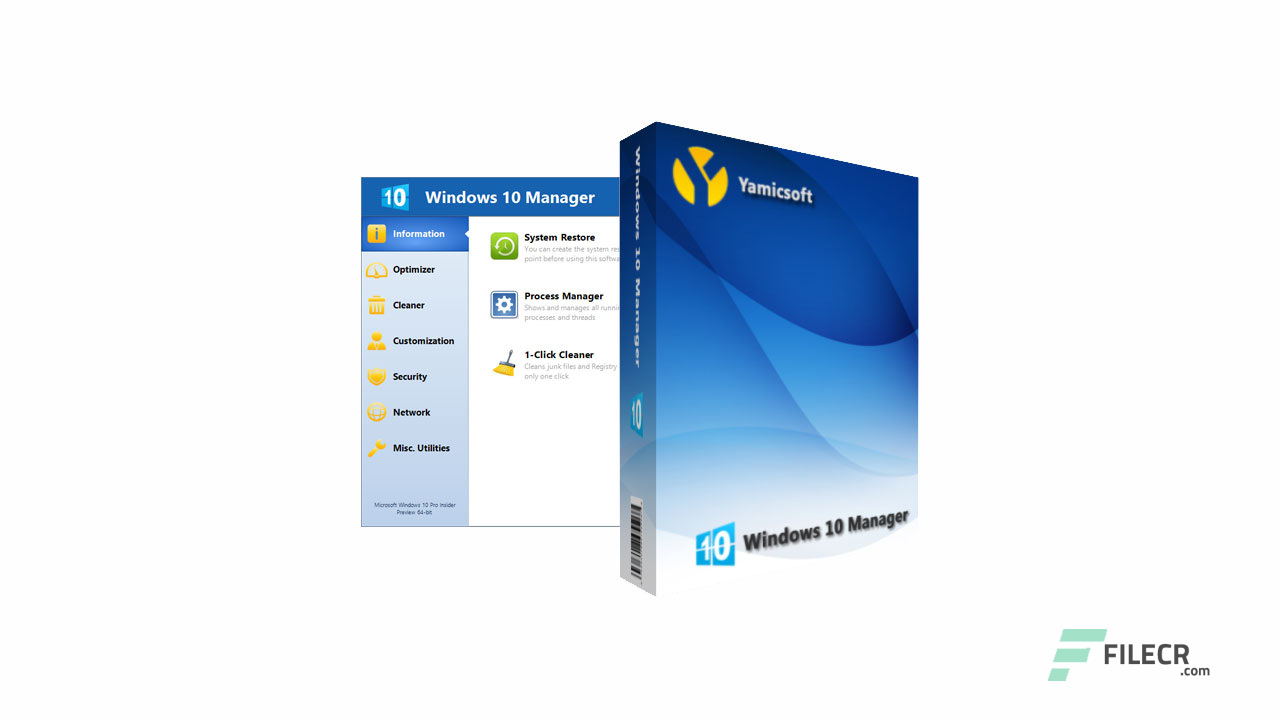 10 Windows 10 Manager
Information
Optimizer
Cleaner
Customization
Security
Network
Misc. Utilities
Microsoft Windows 10 Pro Insider
Preview 64-bit
System Restore
You can create the system res
point before using this softwa
Process Manager
Shows and manages all runnin
processes and threads
1-Click Cleaner
Cleans junk files and Registry
only one click
Windows 10 Manager
10
Yamicsoft
10 Windows 10 Manager
FILECR
.com